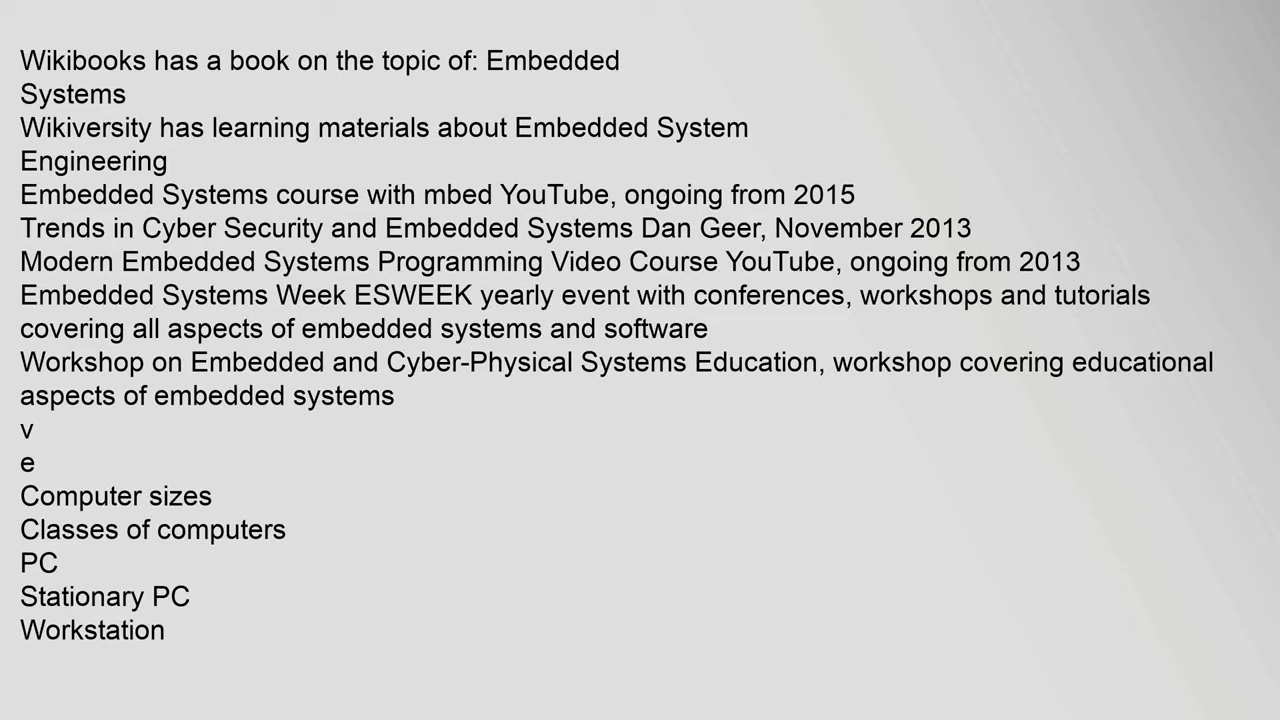 Wikibooks has a book on the topic of: Embedded
Systems
Wikiversity has learning materials about Embedded System
Engineering
Embedded Systems course with mbed YouTube, ongoing from 2015
Trends in Cyber Security and Embedded Systems Dan Geer, November 2013
Modern Embedded Systems Programming Video Course YouTube, ongoing from 2013
Embedded Systems Week ESWEEK yearly event with conferences, workshops and tutorials
covering all aspects of embedded systems and software
Workshop on Embedded and Cyber-Physical Systems Education, workshop covering educational
aspects of embedded systems
v
e
Computer sizes
Classes of computers
PC
Stationary PC
Workstation